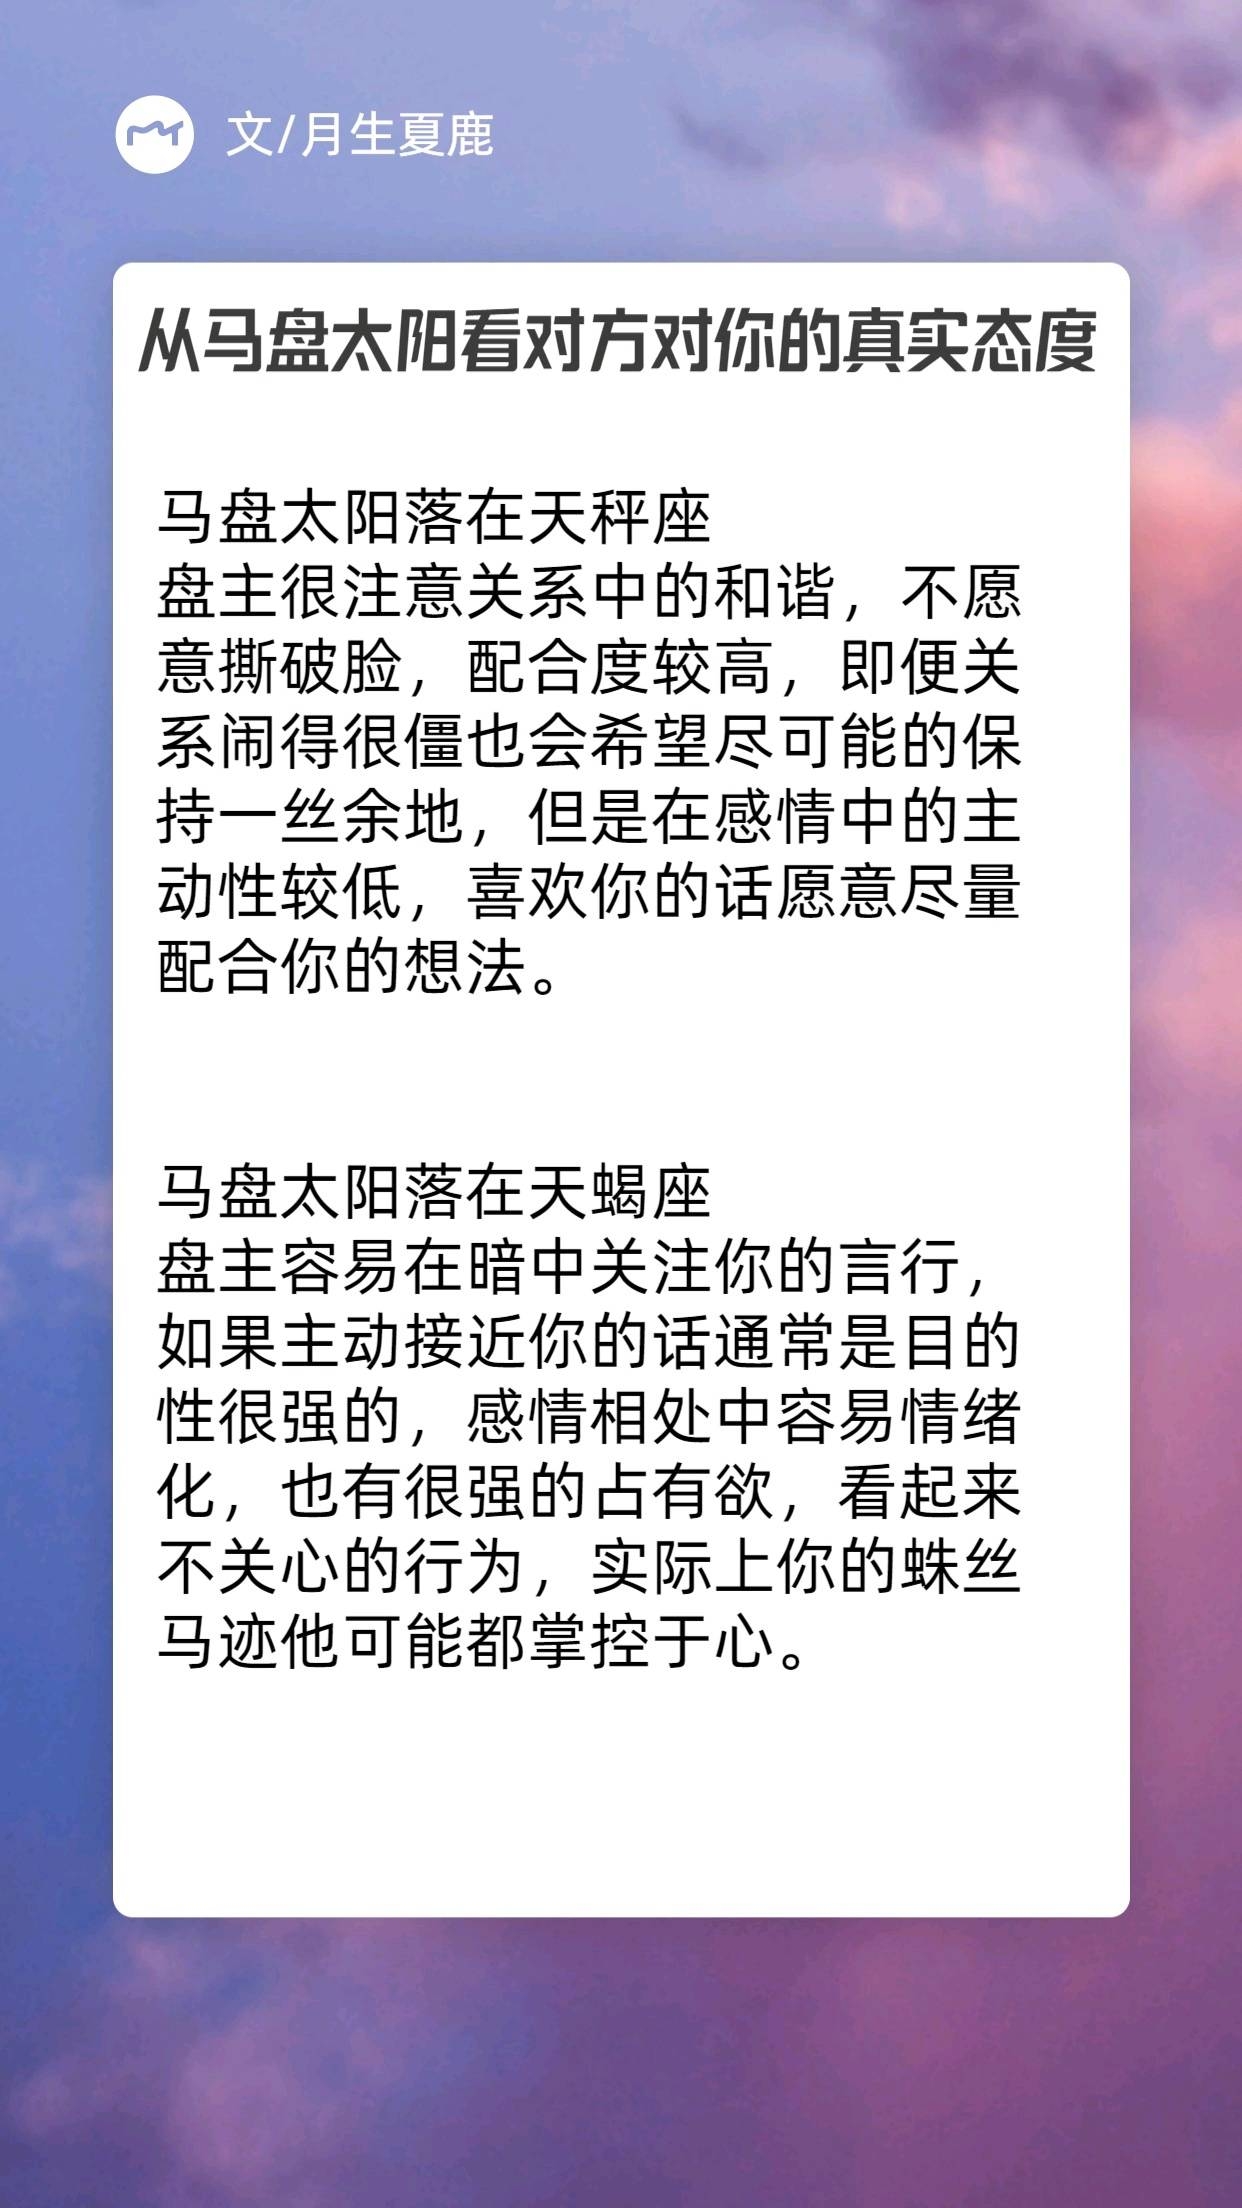 文/月生夏鹿
从马盘太阳看对方对你的真实态度
马盘太阳落在天秤座
盘主很注意关系中的和谐，不愿
意撕破脸，配合度较高，即便关
系闹得很僵也会希望尽可能的保
持一丝余地，但是在感情中的主
动性较低，喜欢你的话愿意尽量
配合你的想法。
马盘太阳落在天蝎座
盘主容易在暗中关注你的言行，
如果主动接近你的话通常是目的
性很强的，感情相处中容易情绪
化，也有很强的占有欲，看起来
不关心的行为，实际上你的蛛丝
马迹他可能都掌控于心。